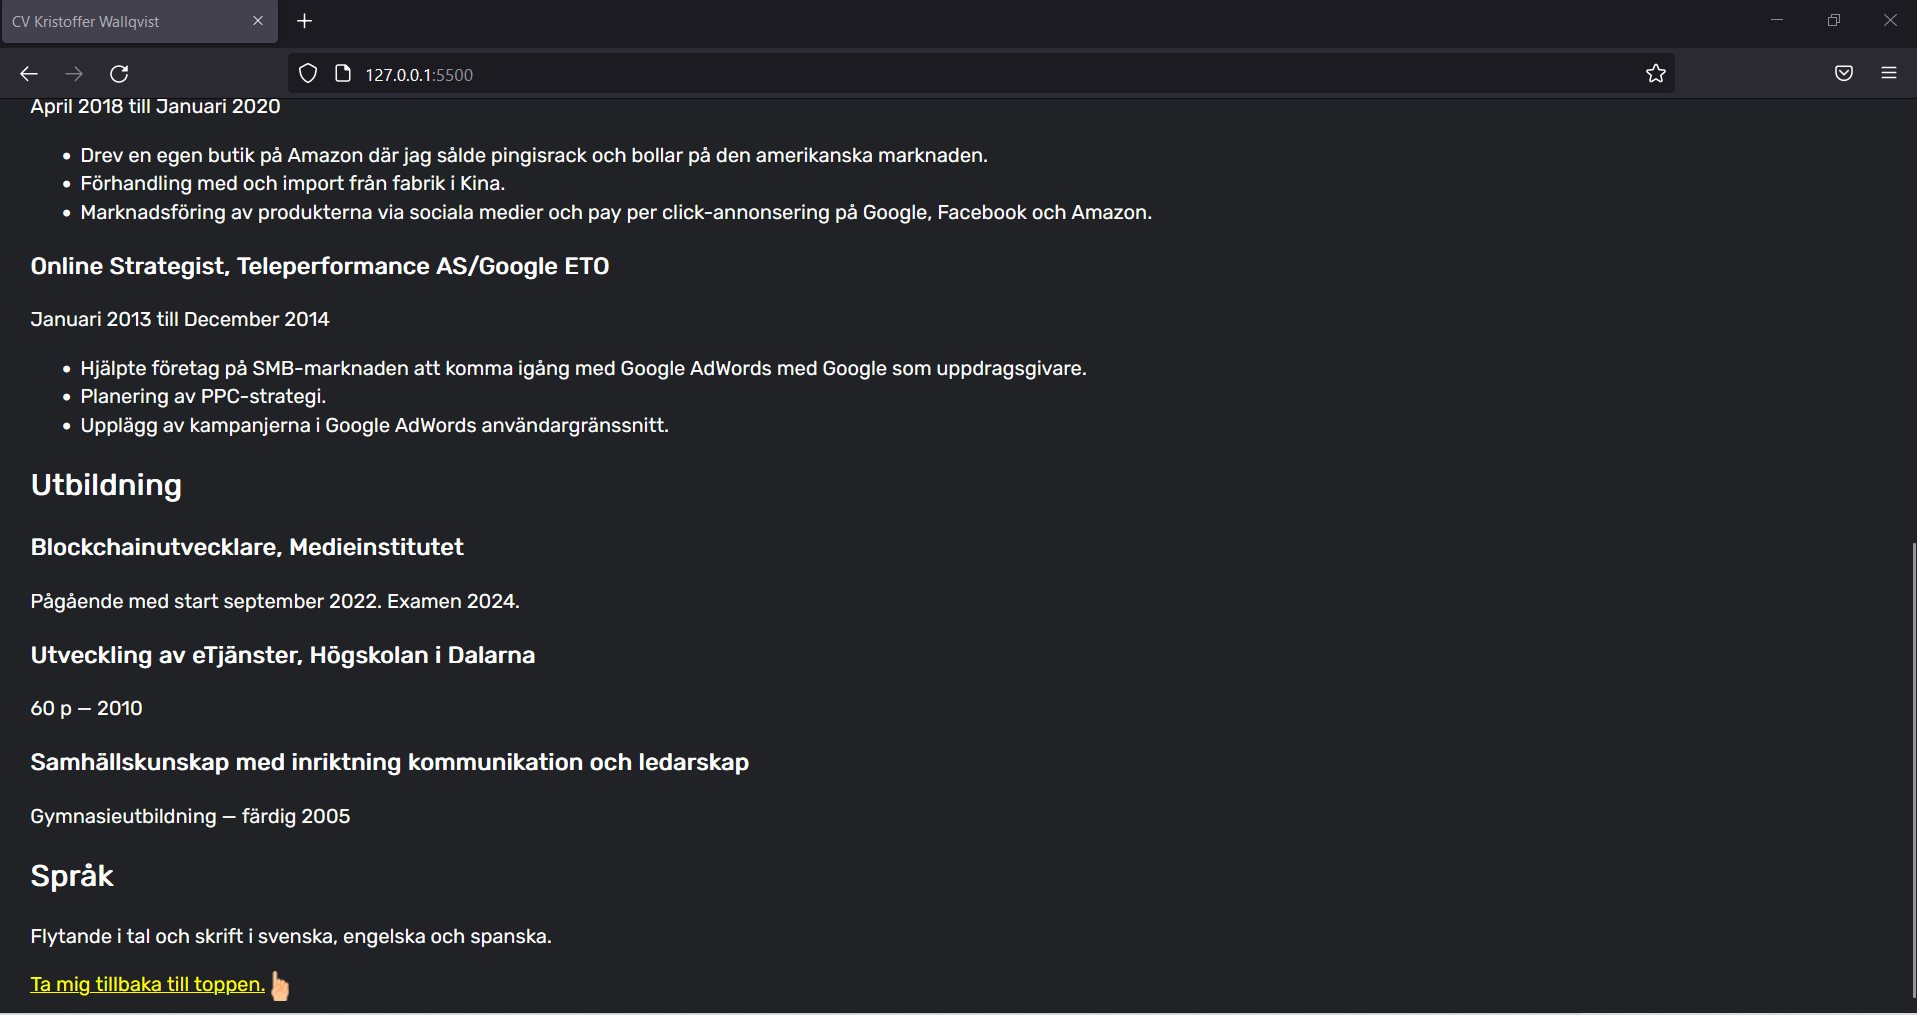 CV Kristoffer Wallqvist
127.0.0.1:5500
April 2018 till Januari 2020
• Drev en egen butik på Amazon där jag sålde pingisrack och bollar på den amerikanska marknaden.
• Förhandling med och import från fabrik i Kina.
• Marknadsföring av produkterna via sociala medier och pay per click-annonsering på Google, Facebook och Amazon.
Online Strategist, Teleperformance AS/Google ETO
Januari 2013 till December 2014
• Hjälpte företag på SMB-marknaden att komma igång med Google AdWords med Google som uppdragsgivare.
• Planering av PPC-strategi.
• Upplägg av kampanjerna i Google AdWords användargränssnitt.
Utbildning
Blockchainutvecklare, Medieinstitutet
Pågående med start september 2022. Examen 2024.
Utveckling av eTjänster, Högskolan i Dalarna
60 p — 2010
Samhällskunskap med inriktning kommunikation och ledarskap
Gymnasieutbildning — färdig 2005
Språk
Flytande i tal och skrift i svenska, engelska och spanska.
Ta mig tillbaka till toppen.